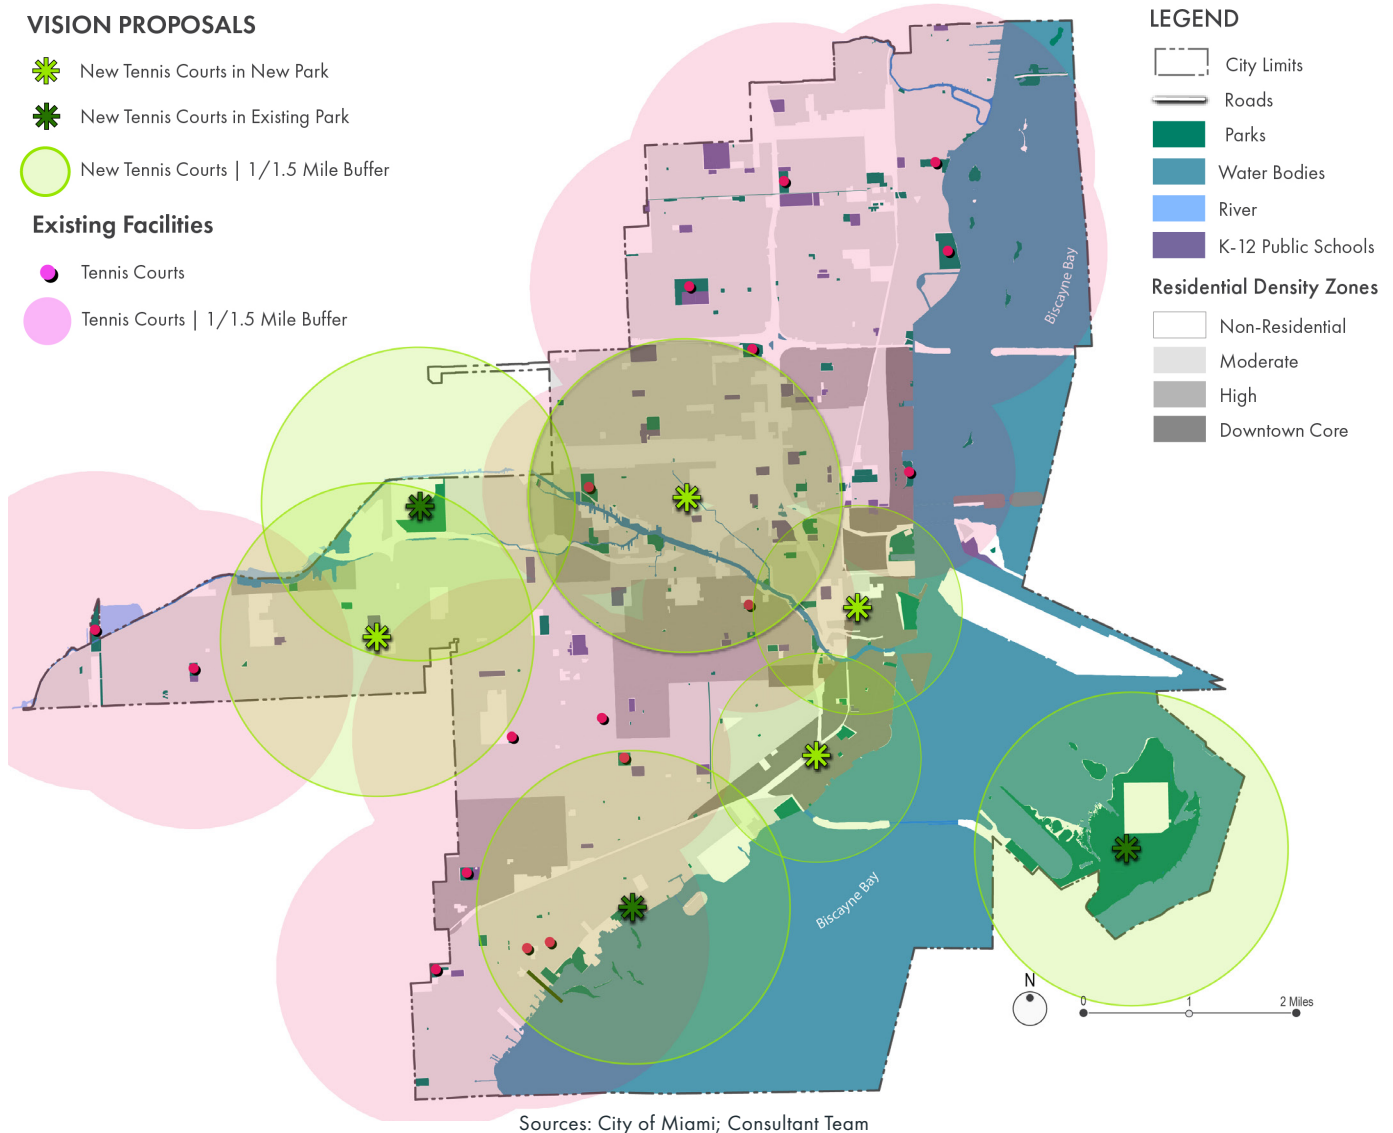 VISION PROPOSALS
New Tennis Courts in New Park
New Tennis Courts in Existing Park
New Tennis Courts | 1/1.5 Mile Buffer
Existing Facilities
Tennis Courts
Tennis Courts | 1/1.5 Mile Buffer
LEGEND
City Limits
Roads
Parks
Water Bodies
River
K-12 Public Schools
Residential Density Zones
Non-Residential
Moderate
High
Downtown Core
Biscayne Bay
Biscayne Bay
N
0 1 2 Miles
Sources: City of Miami; Consultant Team